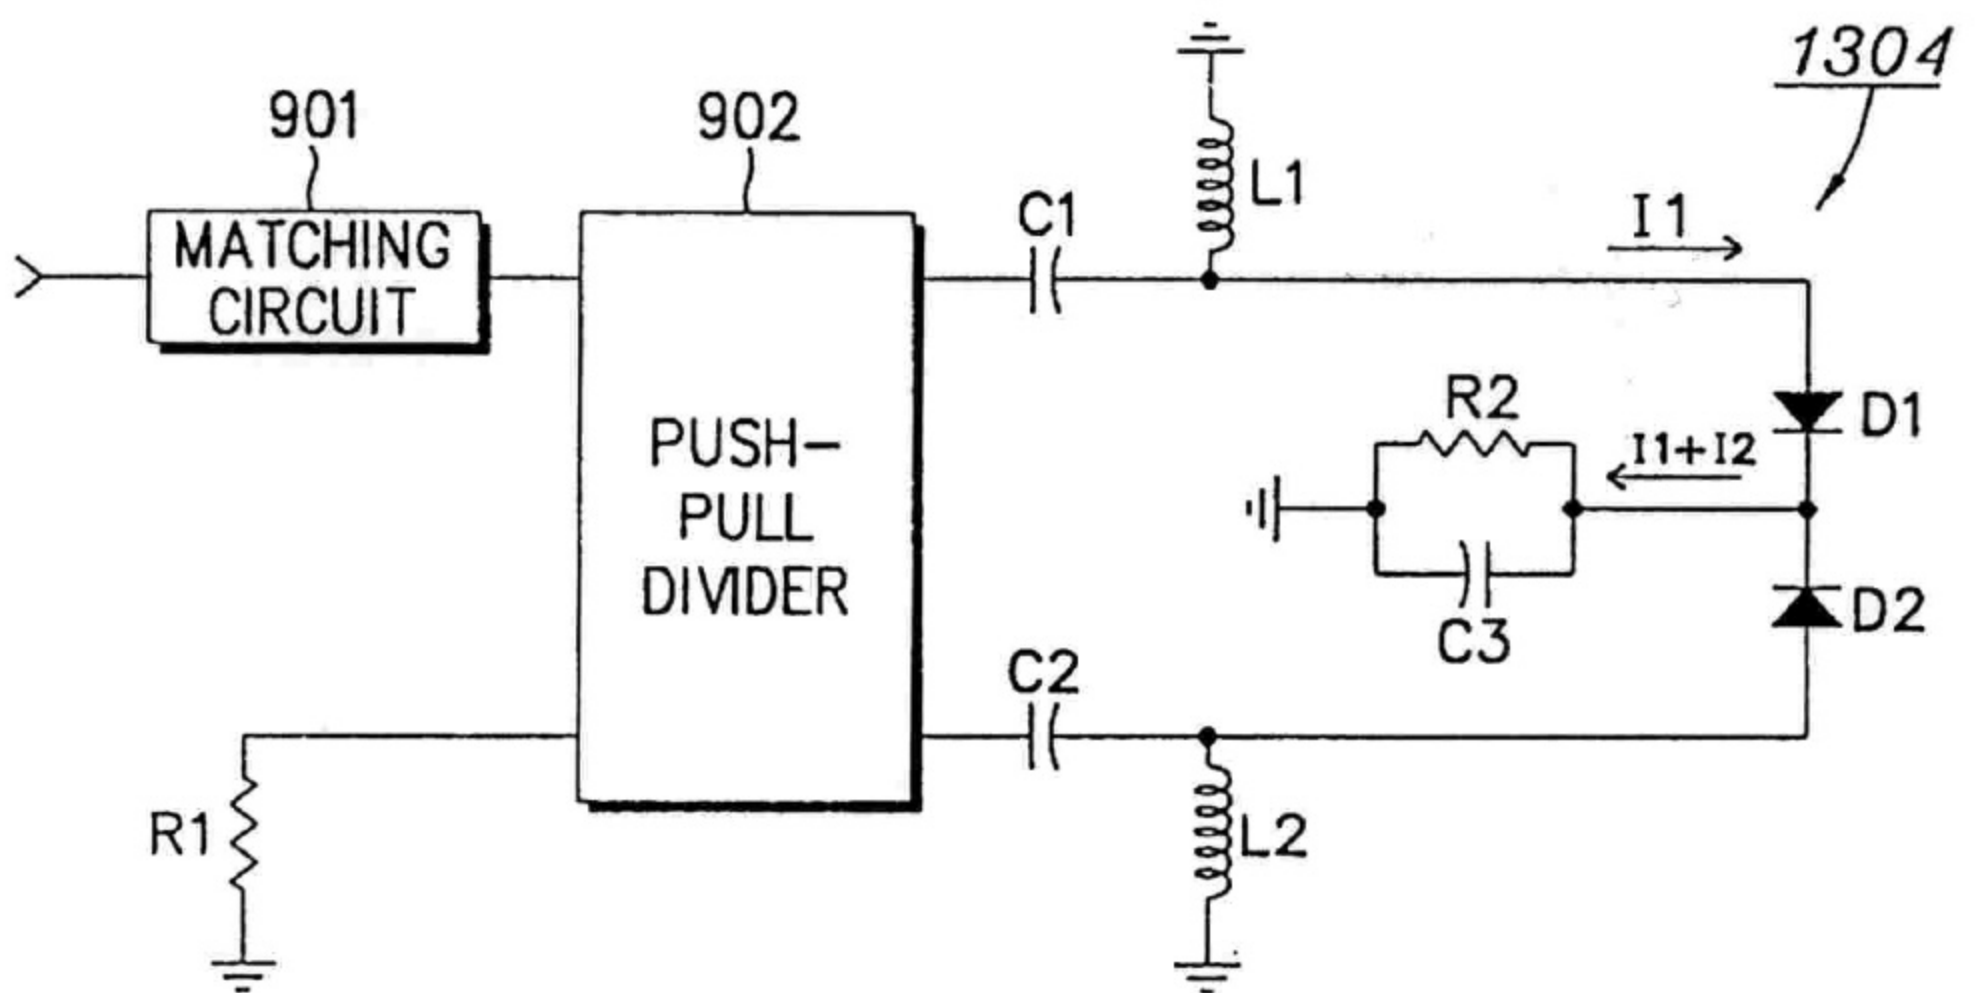 1304
901
902
MATCHING
CIRCUIT
C1
L1
I1
PUSH-
PULL
DIVIDER
R2
I1+I2
D1
C3
D2
C2
R1
L2